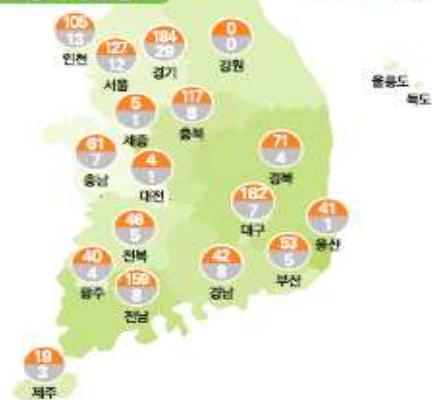 105
13
인천
127
12
서울
184
29
경기
0
0
강원
울릉도
독도
5
1
세종
117
8
충북
61
7
충남
4
1
대전
71
4
경북
162
7
대구
41
1
울산
46
5
전북
53
5
부산
40
4
광주
159
8
전남
42
8
경남
19
3
제주